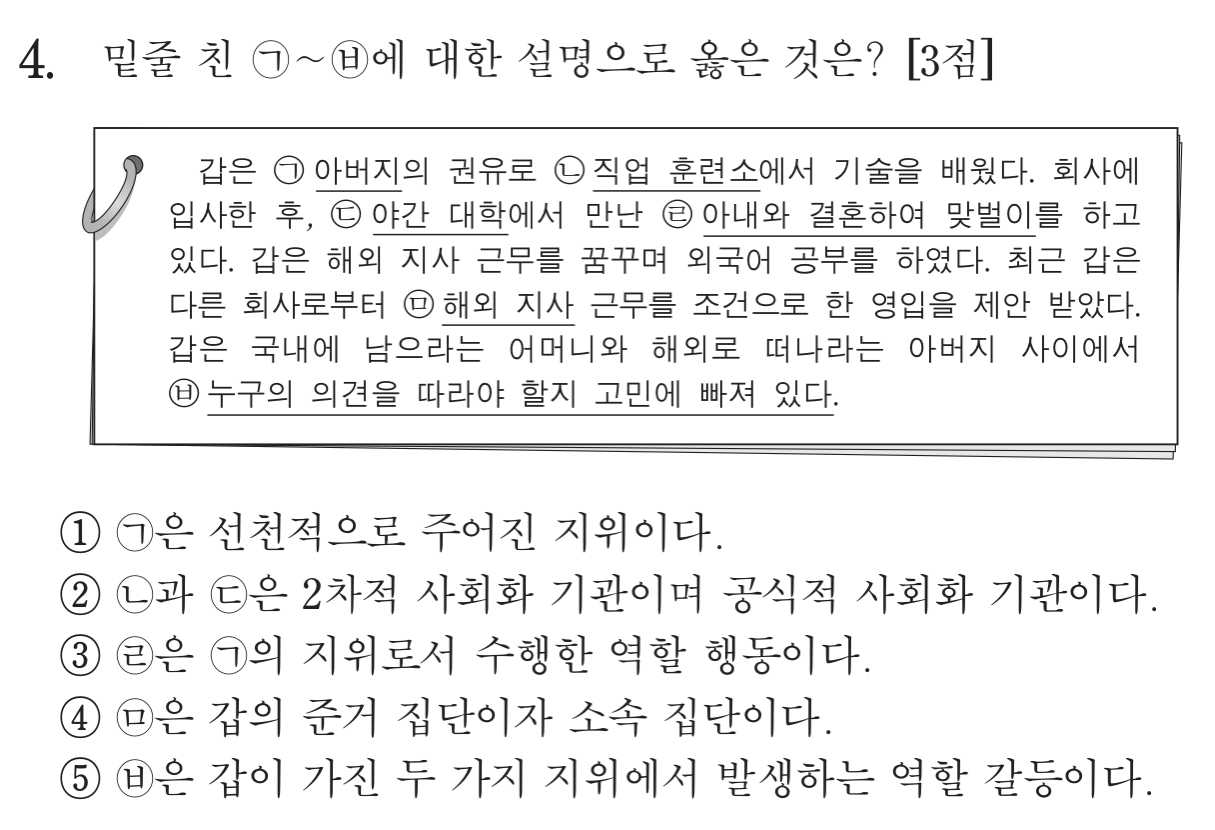 4. 밑줄 친 ㉠~㉥에 대한 설명으로 옳은 것은? [3점]
갑은 ㉠ 아버지의 권유로 ㉡ 직업 훈련소에서 기술을 배웠다. 회사에
입사한 후, ㉢ 야간 대학에서 만난 ㉣ 아내와 결혼하여 맞벌이를 하고
있다. 갑은 해외 지사 근무를 꿈꾸며 외국어 공부를 하였다. 최근 갑은
다른 회사로부터 ㉤ 해외 지사 근무를 조건으로 한 영입을 제안 받았다.
갑은 국내에 남으라는 어머니와 해외로 떠나라는 아버지 사이에서
㉥ 누구의 의견을 따라야 할지 고민에 빠져 있다.
① ㉠은 선천적으로 주어진 지위이다.
② ㉡과 ㉢은 2차적 사회화 기관이며 공식적 사회화 기관이다.
③ ㉣은 ㉠의 지위로서 수행한 역할 행동이다.
④ ㉤은 갑의 준거 집단이자 소속 집단이다.
⑤ ㉥은 갑이 가진 두 가지 지위에서 발생하는 역할 갈등이다.